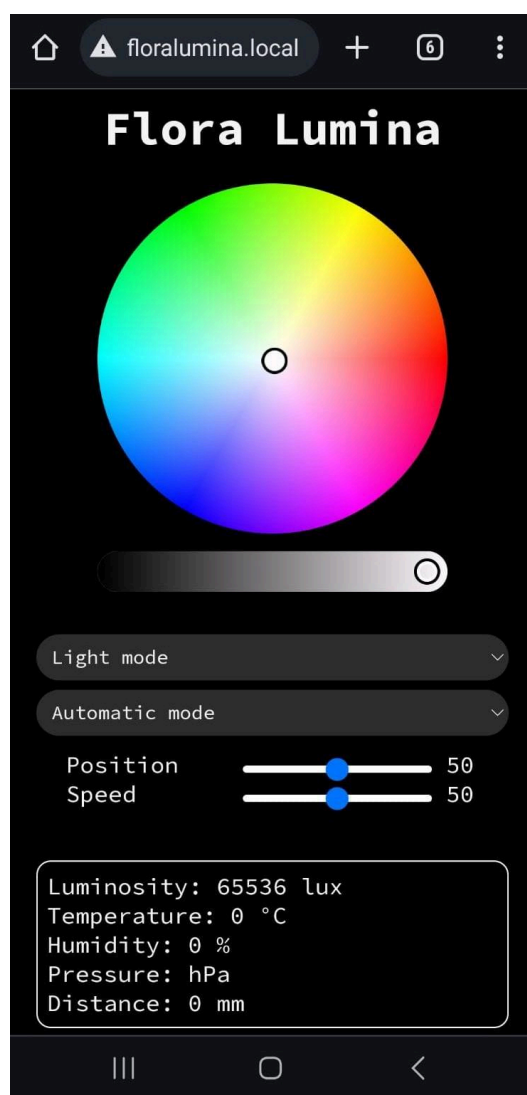 floralumina.local
6
Flora Lumina
Light mode
Automatic mode
Position 50
Speed 50
Luminosity: 65536 lux
Temperature: 0 °C
Humidity: 0 %
Pressure: hPa
Distance: 0 mm